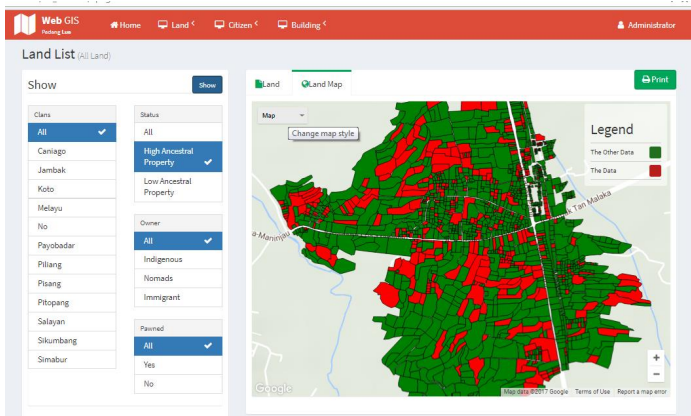 Web GIS
Padang Luar
Home
Land
Citizen
Building
Administrator
Land List (All Land)
Show
Show
Clans
All
Caniago
Jambak
Koto
Melayu
No
Payobadar
Piliang
Pisang
Pitopang
Salayan
Sikumbang
Simabur
Status
All
High Ancestral
Property
Low Ancestral
Property
Owner
All
Indigenous
Nomads
Immigrant
Pawned
All
Yes
No
Land
Land Map
Print
Map
Change map style
Legend
The Other Data
The Data
Tan Malaka
a-Maninjau
+
−
Google
Map data ©2017 Google
Terms of Use
Report a map error